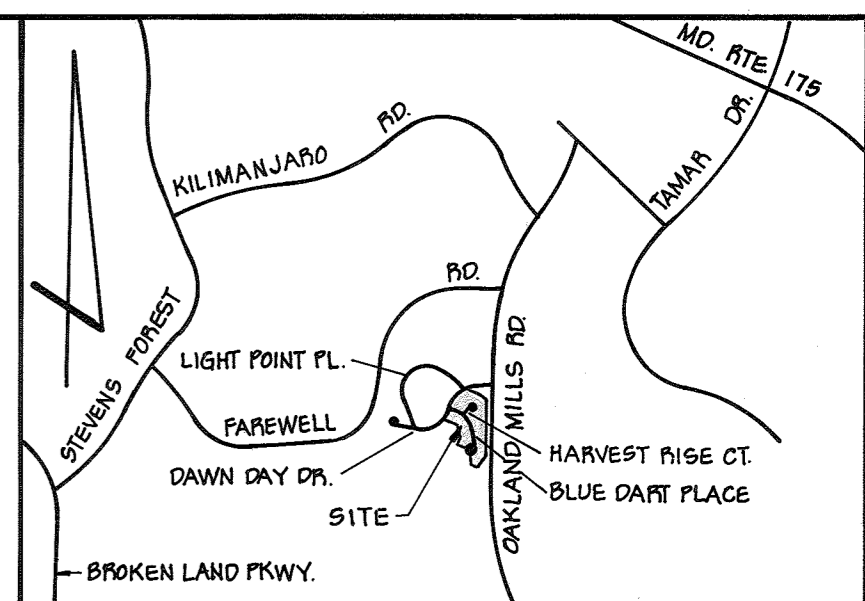 MD. RTE. 175
TAMAR DR.
KILIMANJARO RD.
RD.
STEVENS FOREST
LIGHT POINT PL.
FAREWELL
OAKLAND MILLS RD.
DAWN DAY DR.
HARVEST RISE CT.
BLUE DART PLACE
SITE
BROKEN LAND PKWY.